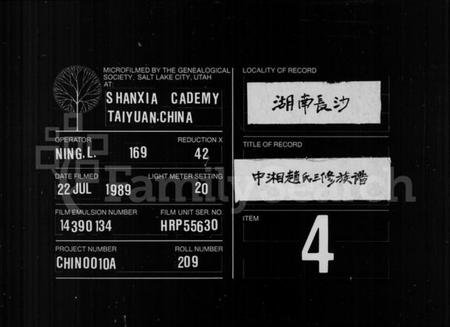 MICROFILMED BY THE GENEALOGICAL
SOCIETY, SALT LAKE CITY, UTAH
AT
SHANXIA CADEMY
TAIYUAN.CHINA
OPERATOR
REDUCTION X
NING.L. 169 42
DATE FILMED
LIGHT METER SETTING
22 JUL 1989 20
FILM EMULSION NUMBER
FILM UNIT SER. NO.
14390134 HRP55630
PROJECT NUMBER
ROLL NUMBER
CHIN0010A 209
LOCALITY OF RECORD
湖南長沙
TITLE OF RECORD
中湘趙氏三修族譜
ITEM
4
FamilySearch